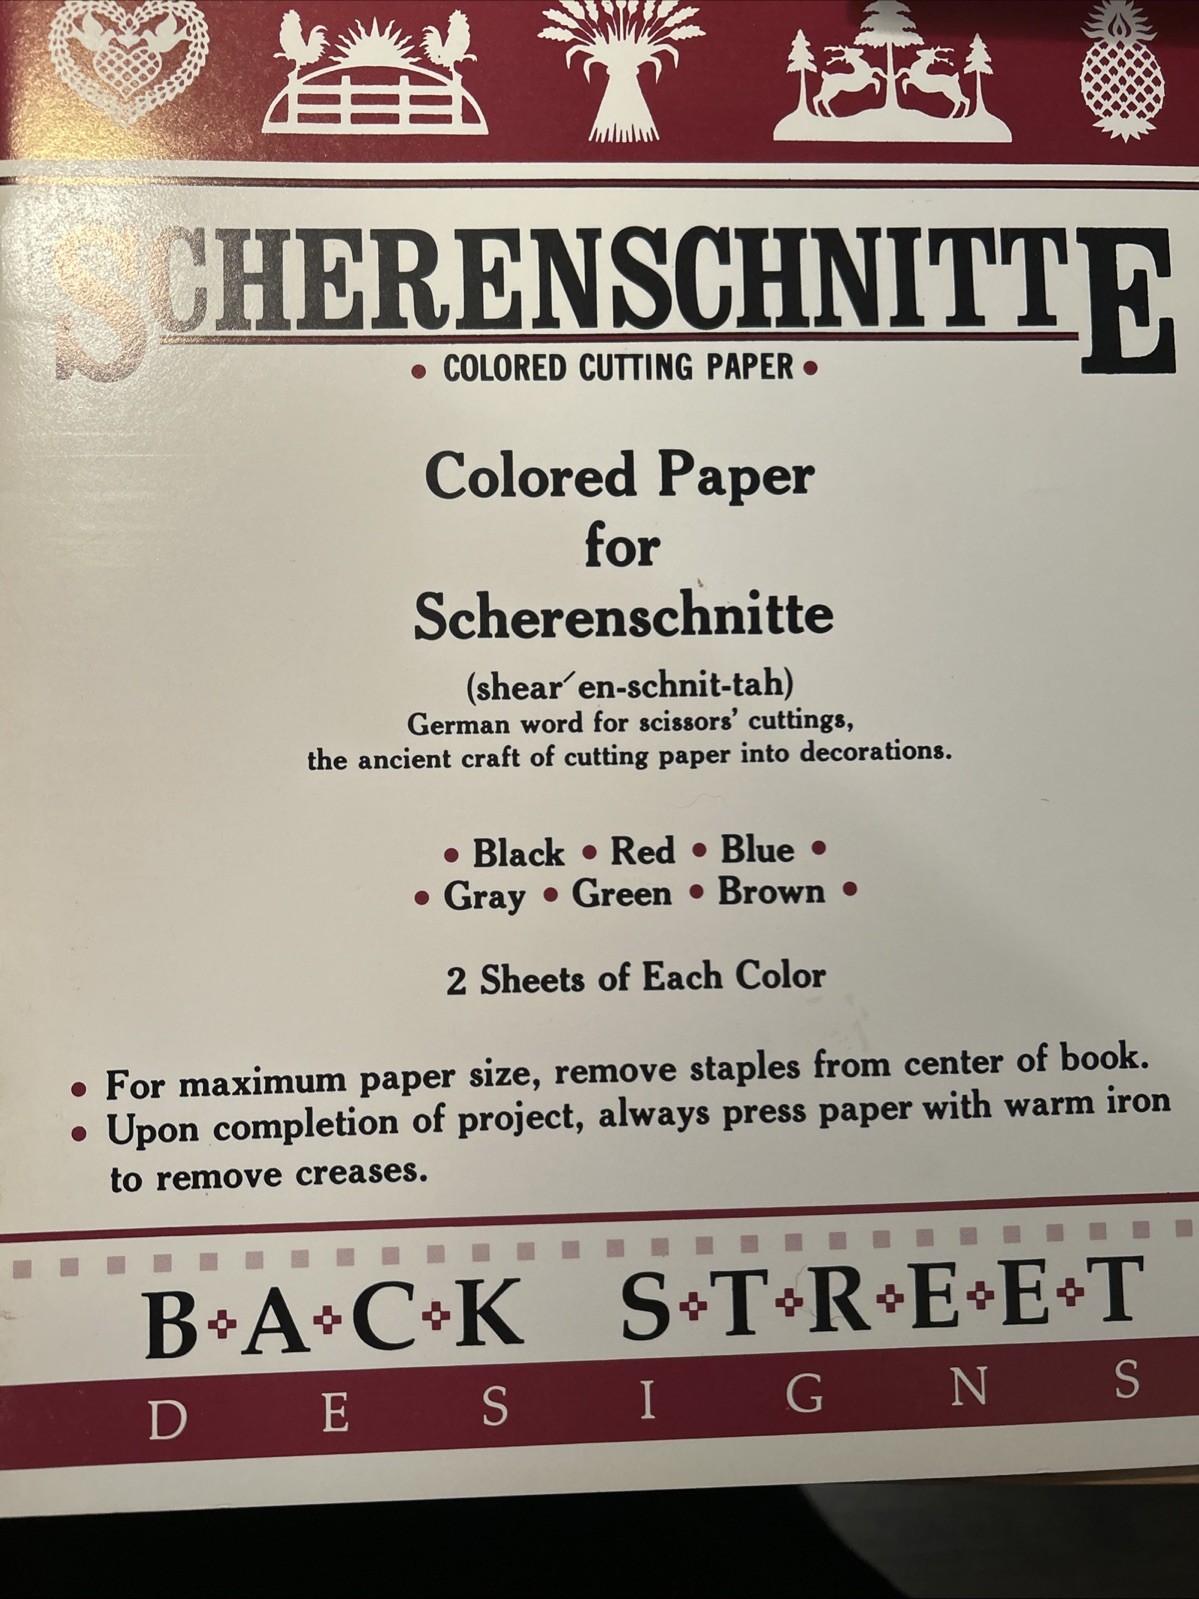 SCHERENSCHNITTE
• COLORED CUTTING PAPER •
Colored Paper
for
Scherenschnitte
(shear´en-schnit-tah)
German word for scissors' cuttings,
the ancient craft of cutting paper into decorations.
• Black • Red • Blue •
• Gray • Green • Brown •
2 Sheets of Each Color
• For maximum paper size, remove staples from center of book.
• Upon completion of project, always press paper with warm iron
to remove creases.
BACK STREET
DESIGNS